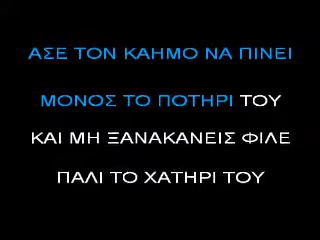 ΑΣΕ ΤΟΝ ΚΑΗΜΟ ΝΑ ΠΙΝΕΙ
ΜΟΝΟΣ ΤΟ ΠΟΤΗΡΙ ΤΟΥ
ΚΑΙ ΜΗ ΞΑΝΑΚΑΝΕΙΣ ΦΙΛΕ
ΠΑΛΙ ΤΟ ΧΑΤΗΡΙ ΤΟΥ